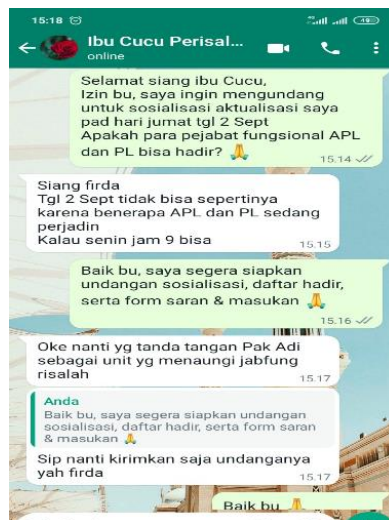 15:18
49
Ibu Cucu Perisal...
online
Selamat siang ibu Cucu,
Izin bu, saya ingin mengundang
untuk sosialisasi aktualisasi saya
pad hari jumat tgl 2 Sept
Apakah para pejabat fungsional APL
dan PL bisa hadir? 🙏
15.14
Siang firda
Tgl 2 Sept tidak bisa sepertinya
karena benerapa APL dan PL sedang
perjadin
Kalau senin jam 9 bisa
15.15
Baik bu, saya segera siapkan
undangan sosialisasi, daftar hadir,
serta form saran & masukan 🙏
15.16
Oke nanti yg tanda tangan Pak Adi
sebagai unit yg menaungi jabfung
risalah
15.17
Anda
Baik bu, saya segera siapkan undangan
sosialisasi, daftar hadir, serta form saran
& masukan 🙏
Sip nanti kirimkan saja undanganya
yah firda
15.17
Baik bu 🙏